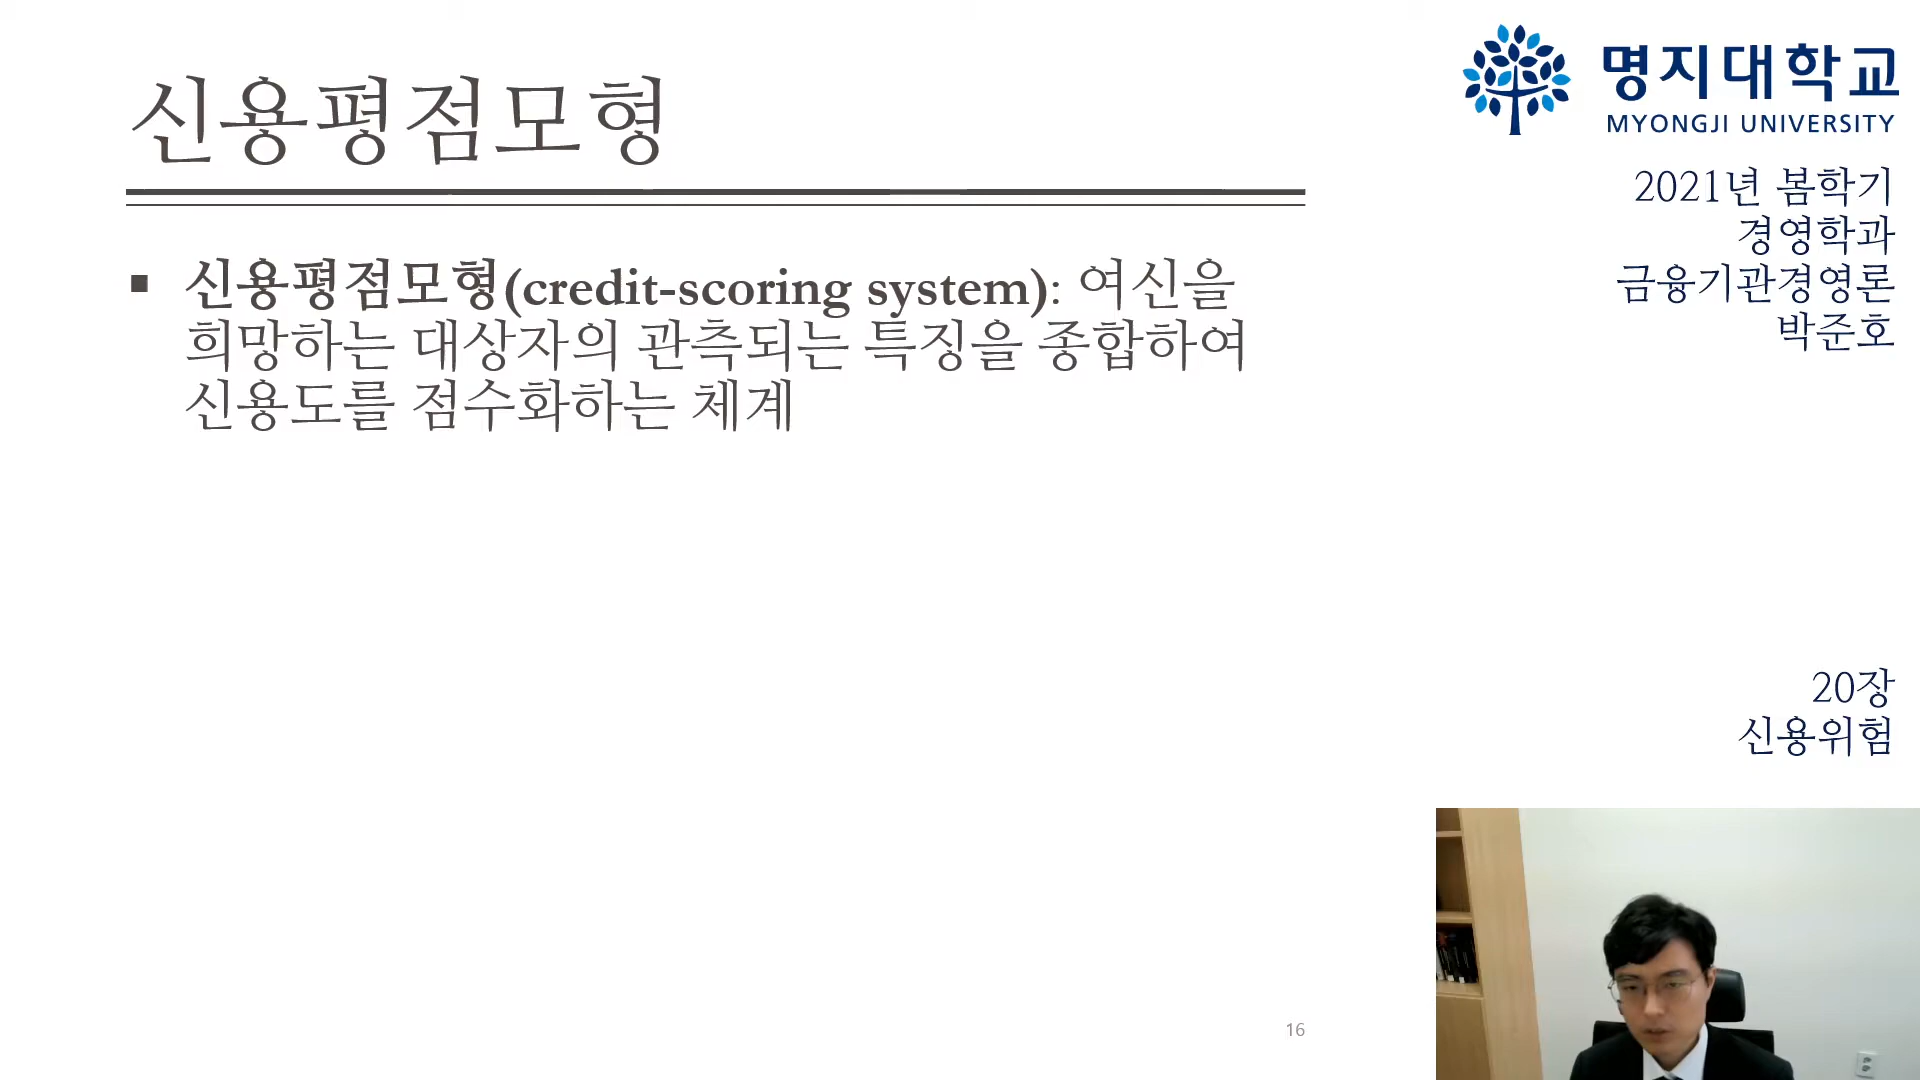 신용평점모형
▪ 신용평점모형(credit-scoring system): 여신을
희망하는 대상자의 관측되는 특징을 종합하여
신용도를 점수화하는 체계
16
명지대학교
MYONGJI UNIVERSITY
2021년 봄학기
경영학과
금융기관경영론
박준호
20장
신용위험